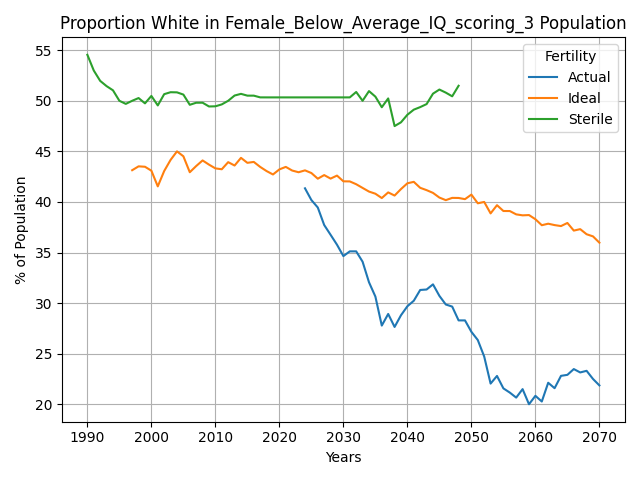 Proportion White in Female_Below_Average_IQ_scoring_3 Population
% of Population
55
50
45
40
35
30
25
20
Fertility
Actual
Ideal
Sterile
1990 2000 2010 2020 2030 2040 2050 2060 2070
Years